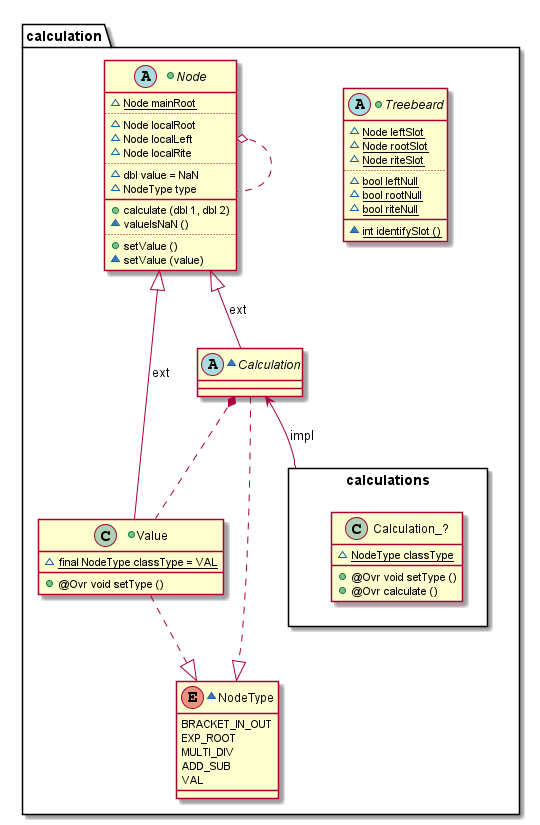 calculation
A Node
Node mainRoot
Node localRoot
Node localLeft
Node localRite
dbl value = NaN
NodeType type
calculate (dbl 1, dbl 2)
valueIsNaN ()
setValue ()
setValue (value)
A Treebeard
Node leftSlot
Node rootSlot
Node riteSlot
bool leftNull
bool rootNull
bool riteNull
int identifySlot ()
ext
ext
A Calculation
impl
calculations
C Value
final NodeType classType = VAL
@Ovr void setType ()
C Calculation_?
NodeType classType
@Ovr void setType ()
@Ovr calculate ()
E NodeType
BRACKET_IN_OUT
EXP_ROOT
MULTI_DIV
ADD_SUB
VAL